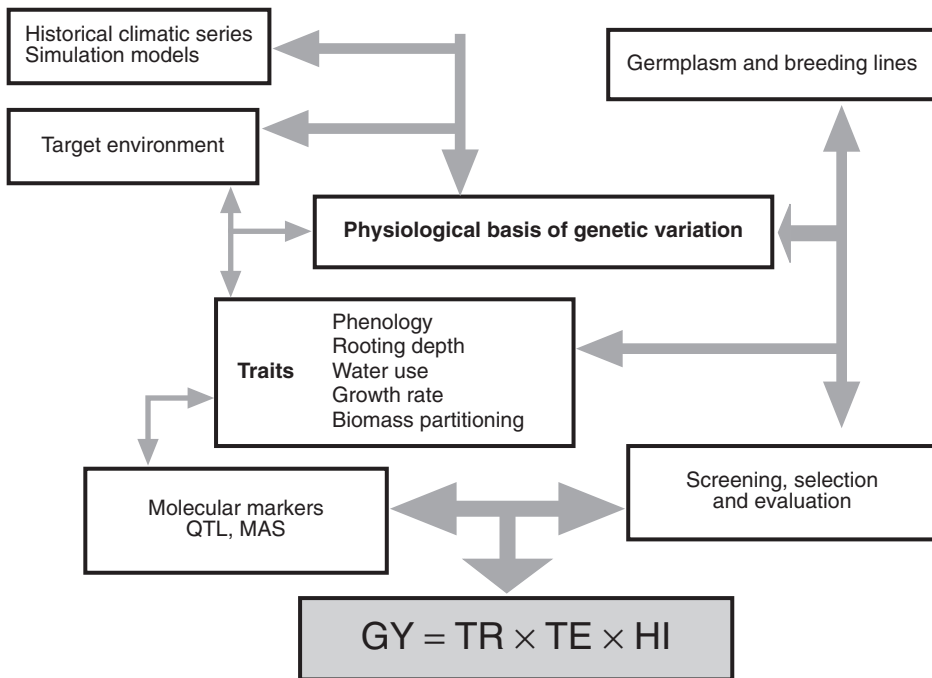 Historical climatic series
Simulation models
Germplasm and breeding lines
Target environment
Physiological basis of genetic variation
Traits
Phenology
Rooting depth
Water use
Growth rate
Biomass partitioning
Molecular markers
QTL, MAS
Screening, selection
and evaluation
GY = TR × TE × HI